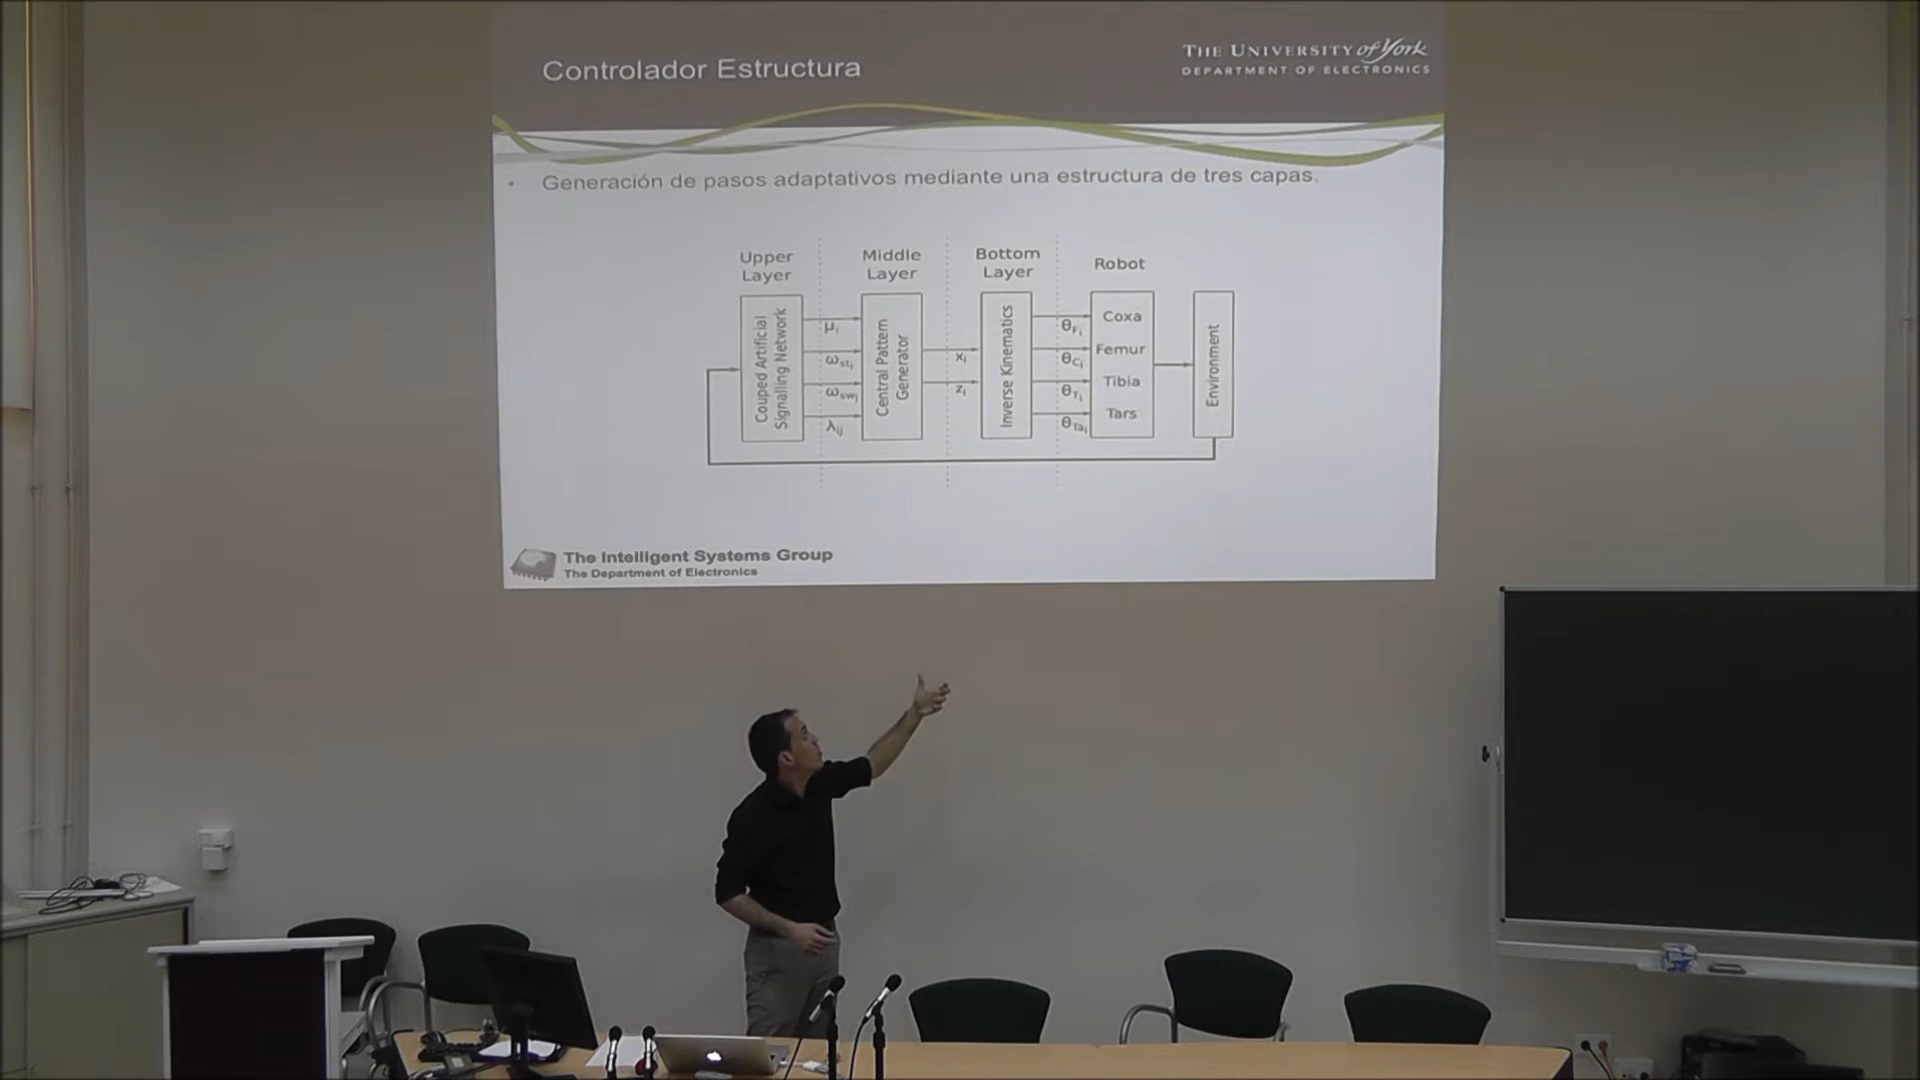 Controlador Estructura
THE UNIVERSITY of York
DEPARTMENT OF ELECTRONICS
• Generación de pasos adaptativos mediante una estructura de tres capas.
Upper
Layer
Middle
Layer
Bottom
Layer
Robot
Couped Artificial
Signalling Network
μi
ωsti
ωswi
λij
Central Pattern
Generator
xi
zi
Inverse Kinematics
θFi
θCi
θTi
θTai
Coxa
Femur
Tibia
Tars
Environment
The Intelligent Systems Group
The Department of Electronics